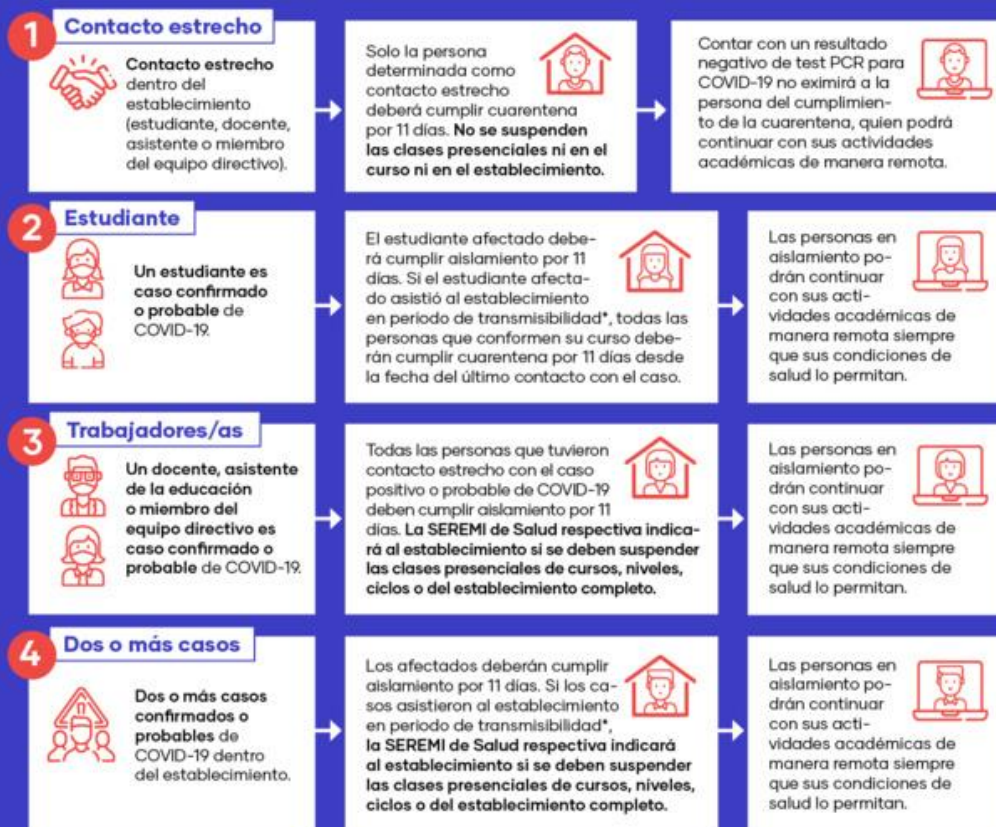 1
Contacto estrecho
Contacto estrecho
dentro del
establecimiento
(estudiante, docente,
asistente o miembro
del equipo directivo).
Solo la persona
determinada como
contacto estrecho
deberá cumplir cuarentena
por 11 días. No se suspenden
las clases presenciales ni en el
curso ni en el establecimiento.
Contar con un resultado
negativo de test PCR para
COVID-19 no eximirá a la
persona del cumplimien-
to de la cuarentena, quien podrá
continuar con sus actividades
académicas de manera remota.
2
Estudiante
Un estudiante es
caso confirmado
o probable de
COVID-19.
El estudiante afectado debe-
rá cumplir aislamiento por 11
días. Si el estudiante afecta-
do asistió al establecimiento
en periodo de transmisibilidad*, todas las
personas que conformen su curso debe-
rán cumplir cuarentena por 11 días desde
la fecha del último contacto con el caso.
Las personas en
aislamiento po-
drán continuar
con sus acti-
vidades académicas de
manera remota siempre
que sus condiciones de
salud lo permitan.
3
Trabajadores/as
Un docente, asistente
de la educación
o miembro del
equipo directivo es
caso confirmado o
probable de COVID-19.
Todas las personas que tuvieron
contacto estrecho con el caso
positivo o probable de COVID-19
deben cumplir aislamiento por 11
días. La SEREMI de Salud respectiva indica-
rá al establecimiento si se deben suspender
las clases presenciales de cursos, niveles,
ciclos o del establecimiento completo.
Las personas en
aislamiento po-
drán continuar
con sus acti-
vidades académicas de
manera remota siempre
que sus condiciones de
salud lo permitan.
4
Dos o más casos
Dos o más casos
confirmados o
probables de
COVID-19 dentro
del establecimiento.
Los afectados deberán cumplir
aislamiento por 11 días. Si los ca-
sos asistieron al establecimiento
en periodo de transmisibilidad*,
la SEREMI de Salud respectiva indicará
al establecimiento si se deben suspender
las clases presenciales de cursos, niveles,
ciclos o del establecimiento completo.
Las personas en
aislamiento po-
drán continuar
con sus acti-
vidades académicas de
manera remota siempre
que sus condiciones de
salud lo permitan.